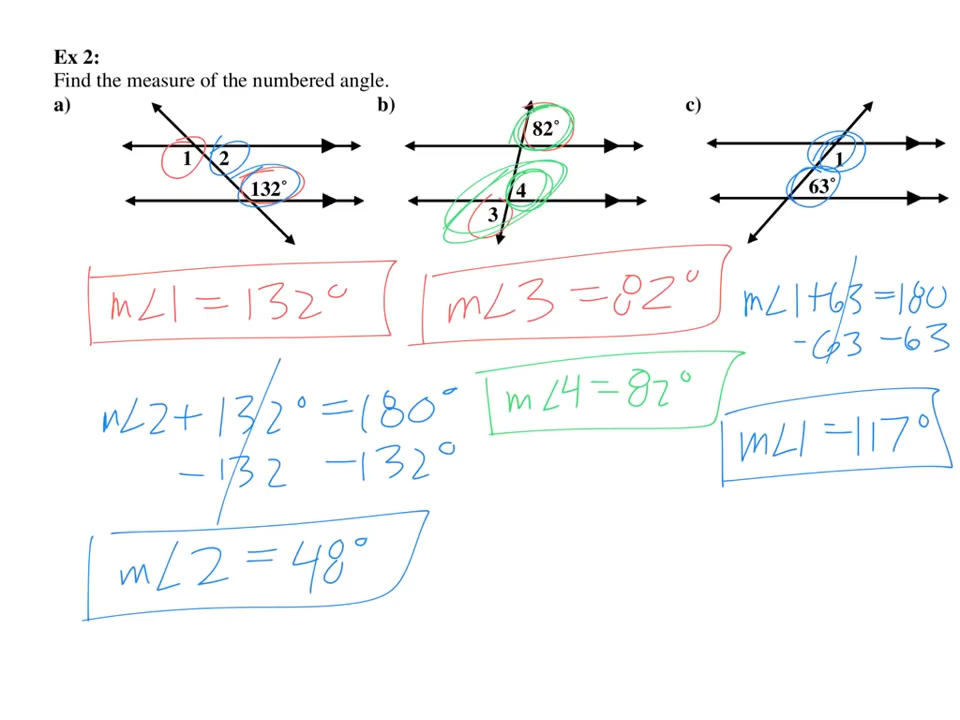 Ex 2:
Find the measure of the numbered angle.
a) b) c)
1 2 132°
82° 4 3
1 63°
m∠1 = 132°
m∠3 = 82°
m∠1 + 63 = 180
-63 -63
m∠4 = 82°
m∠2 + 132° = 180°
-132 -132°
m∠1 = 117°
m∠2 = 48°